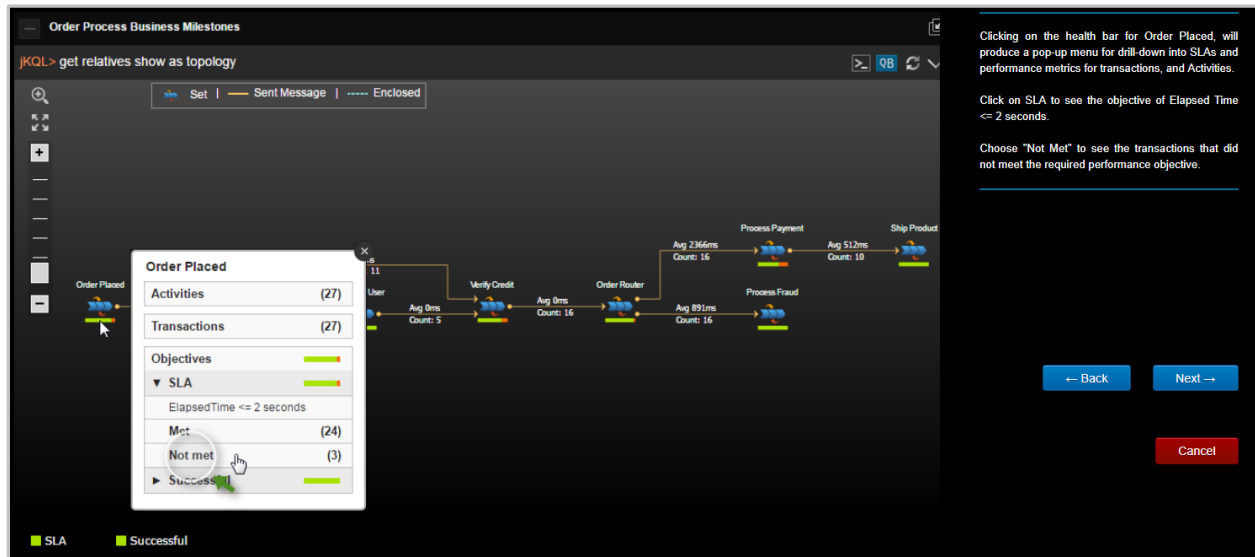 Order Process Business Milestones
jKQL> get relatives show as topology
>_ QB
Set | Sent Message | Enclosed
+
−
Order Placed
11
User
Avg 0ms
Count: 5
Verify Credit
Avg 0ms
Count: 16
Order Router
Avg 2366ms
Count: 16
Process Payment
Avg 512ms
Count: 10
Ship Product
Avg 891ms
Count: 16
Process Fraud
Order Placed
Activities (27)
Transactions (27)
Objectives
▼ SLA
ElapsedTime <= 2 seconds
Met (24)
Not met (3)
► Successful
SLA Successful
Clicking on the health bar for Order Placed, will
produce a pop-up menu for drill-down into SLAs and
performance metrics for transactions, and Activities.
Click on SLA to see the objective of Elapsed Time
<= 2 seconds.
Choose "Not Met" to see the transactions that did
not meet the required performance objective.
← Back Next →
Cancel